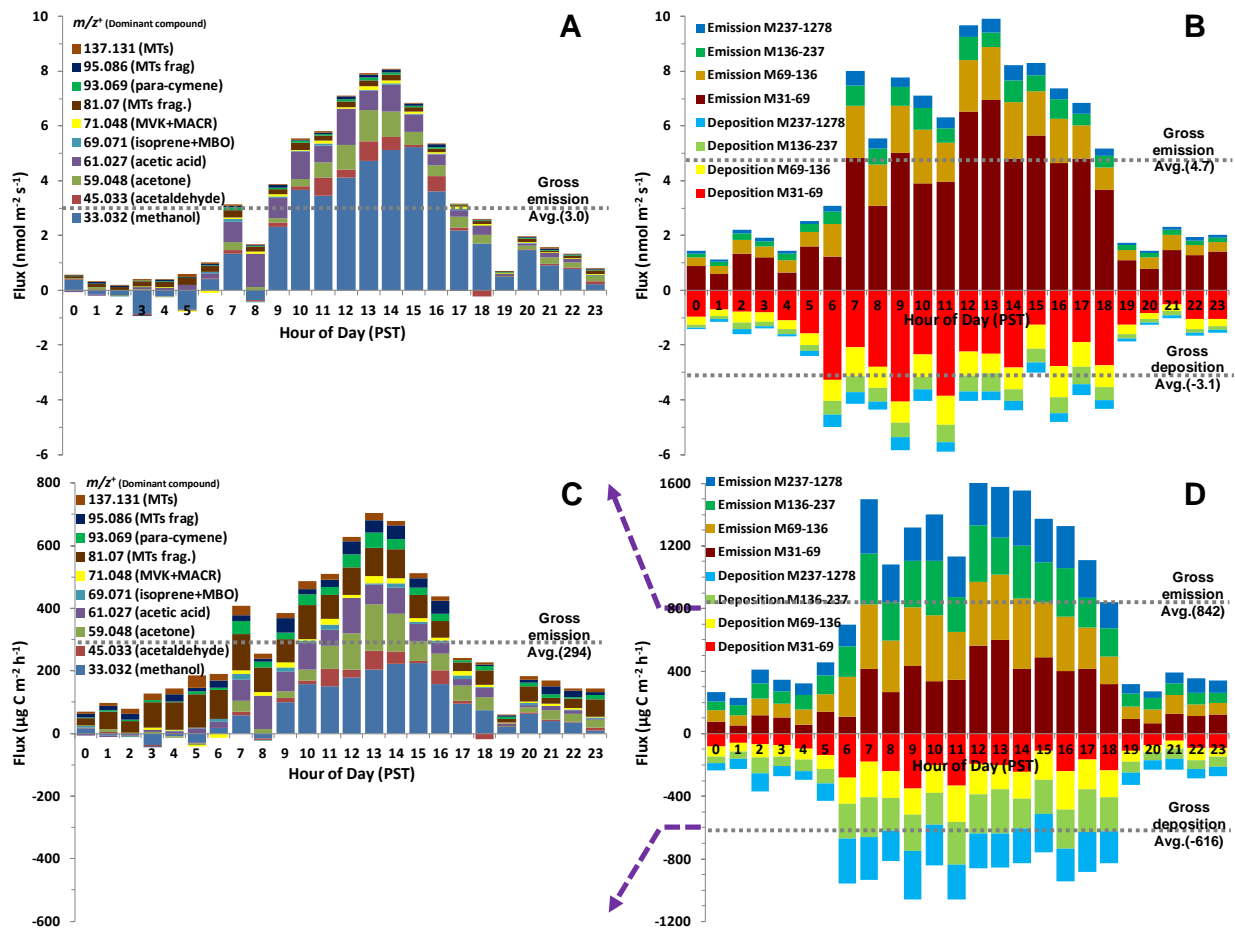 A
m/z+ (Dominant compound)
137.131 (MTs)
95.086 (MTs frag)
93.069 (para-cymene)
81.07 (MTs frag.)
71.048 (MVK+MACR)
69.071 (isoprene+MBO)
61.027 (acetic acid)
59.048 (acetone)
45.033 (acetaldehyde)
33.032 (methanol)
Gross
emission
Avg.(3.0)
Flux (nmol m⁻² s⁻¹)
10
8
6
4
2
0
-2
-4
-6
0 1 2 3 4 5 6 7 8 9 10 11 12 13 14 15 16 17 18 19 20 21 22 23
Hour of Day (PST)
B
Emission M237-1278
Emission M136-237
Emission M69-136
Emission M31-69
Deposition M237-1278
Deposition M136-237
Deposition M69-136
Deposition M31-69
Gross
emission
Avg.(4.7)
Flux (nmol m⁻² s⁻¹)
10
8
6
4
2
0
-2
-4
-6
0 1 2 3 4 5 6 7 8 9 10 11 12 13 14 15 16 17 18 19 20 21 22 23
Hour of Day (PST)
Gross
deposition
Avg.(-3.1)
C
m/z+ (Dominant compound)
137.131 (MTs)
95.086 (MTs frag)
93.069 (para-cymene)
81.07 (MTs frag.)
71.048 (MVK+MACR)
69.071 (isoprene+MBO)
61.027 (acetic acid)
59.048 (acetone)
45.033 (acetaldehyde)
33.032 (methanol)
Gross
emission
Avg.(294)
Flux (µg C m⁻² h⁻¹)
800
600
400
200
0
-200
-400
-600
0 1 2 3 4 5 6 7 8 9 10 11 12 13 14 15 16 17 18 19 20 21 22 23
Hour of Day (PST)
D
Emission M237-1278
Emission M136-237
Emission M69-136
Emission M31-69
Deposition M237-1278
Deposition M136-237
Deposition M69-136
Deposition M31-69
Gross
emission
Avg.(842)
Flux (µg C m⁻² h⁻¹)
1600
1200
800
400
0
-400
-800
-1200
0 1 2 3 4 5 6 7 8 9 10 11 12 13 14 15 16 17 18 19 20 21 22 23
Hour of Day (PST)
Gross
deposition
Avg.(-616)